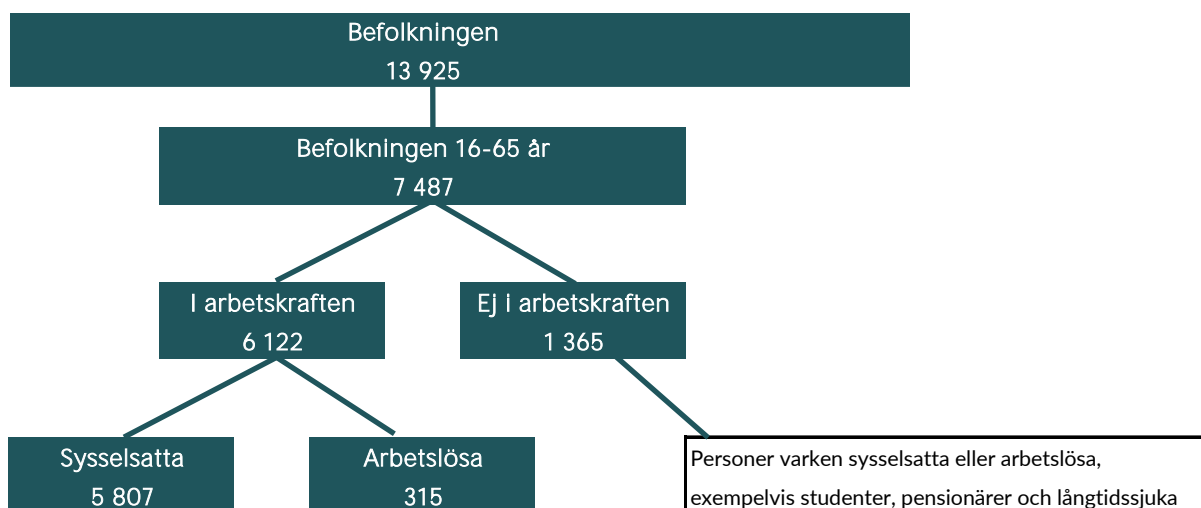 Befolkningen
13 925
Befolkningen 16-65 år
7 487
I arbetskraften
6 122
Ej i arbetskraften
1 365
Sysselsatta
5 807
Arbetslösa
315
Personer varken sysselsatta eller arbetslösa,
exempelvis studenter, pensionärer och långtidssjuka